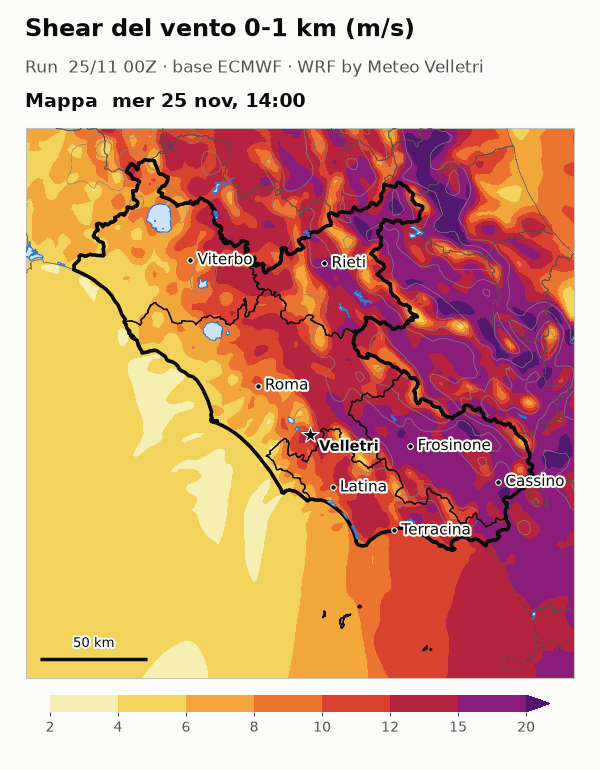 Shear del vento 0-1 km (m/s)
Run  25/11 00Z · base ECMWF · WRF by Meteo Velletri
Mappa  mer 25 nov, 14:00
Viterbo
Rieti
Roma
Velletri
Frosinone
Latina
Cassino
Terracina
50 km
2 4 6 8 10 12 15 20